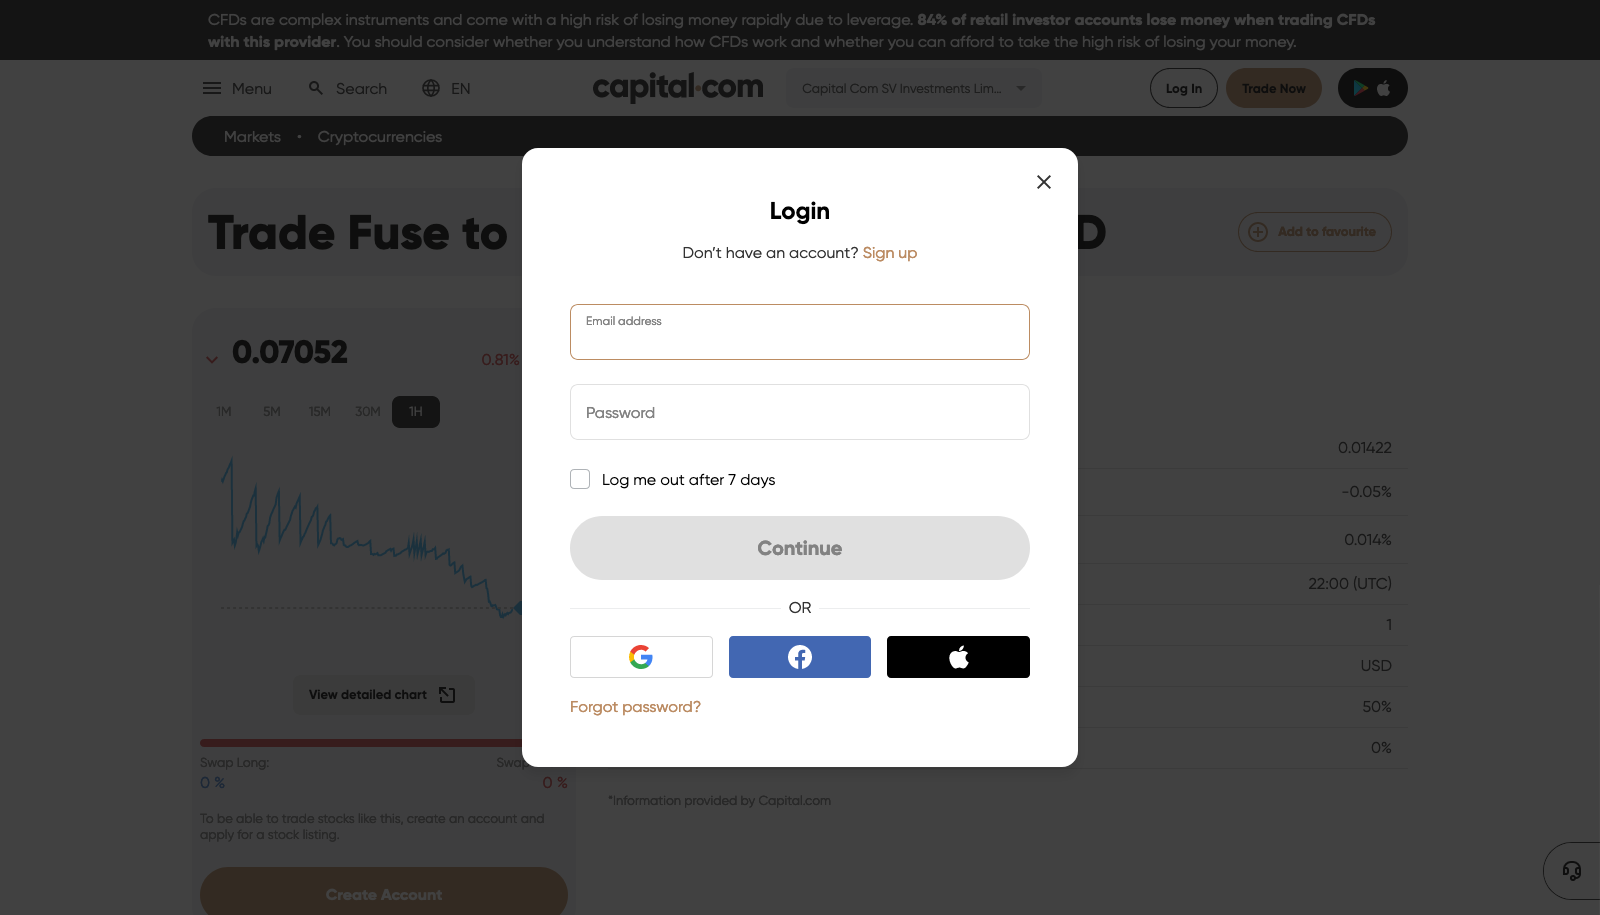 CFDs are complex instruments and come with a high risk of losing money rapidly due to leverage. 84% of retail investor accounts lose money when trading CFDs
with this provider. You should consider whether you understand how CFDs work and whether you can afford to take the high risk of losing your money.
Menu Search EN capital.com Capital Com SV Investments Lim... Log In Trade Now
Markets • Cryptocurrencies
Login
Trade Fuse to D Add to favourite
Don't have an account? Sign up
Email address
0.07052 0.81%
1M 5M 15M 30M 1H
Password
0.01422
Log me out after 7 days
-0.05%
Continue
0.014%
22:00 (UTC)
OR
1
USD
View detailed chart
Forgot password?
50%
0%
Swap Long: Swap
0 % 0 %
*Information provided by Capital.com
To be able to trade stocks like this, create an account and
apply for a stock listing.
Create Account